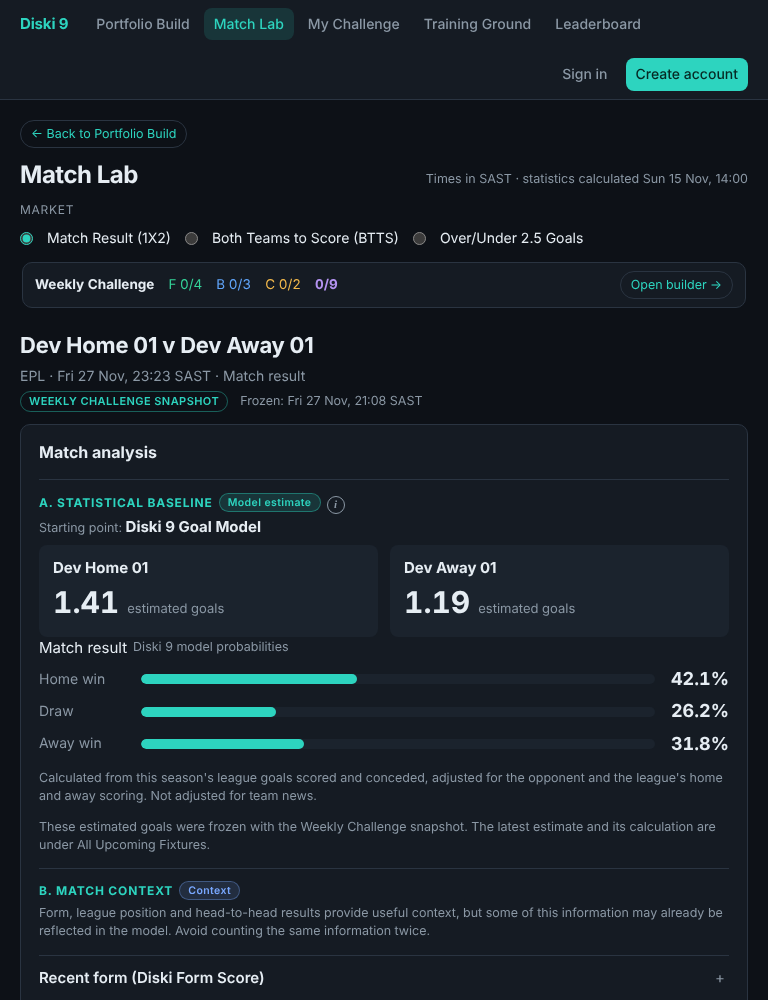 Diski 9 Portfolio Build Match Lab My Challenge Training Ground Leaderboard
Sign in Create account
← Back to Portfolio Build
Match Lab
Times in SAST · statistics calculated Sun 15 Nov, 14:00
MARKET
Match Result (1X2) Both Teams to Score (BTTS) Over/Under 2.5 Goals
Weekly Challenge F 0/4 B 0/3 C 0/2 0/9 Open builder →
Dev Home 01 v Dev Away 01
EPL · Fri 27 Nov, 23:23 SAST · Match result
WEEKLY CHALLENGE SNAPSHOT Frozen: Fri 27 Nov, 21:08 SAST
Match analysis
A. STATISTICAL BASELINE Model estimate i
Starting point: Diski 9 Goal Model
Dev Home 01
1.41 estimated goals
Dev Away 01
1.19 estimated goals
Match result Diski 9 model probabilities
Home win 42.1%
Draw 26.2%
Away win 31.8%
Calculated from this season's league goals scored and conceded, adjusted for the opponent and the league's home
and away scoring. Not adjusted for team news.
These estimated goals were frozen with the Weekly Challenge snapshot. The latest estimate and its calculation are
under All Upcoming Fixtures.
B. MATCH CONTEXT Context
Form, league position and head-to-head results provide useful context, but some of this information may already be
reflected in the model. Avoid counting the same information twice.
Recent form (Diski Form Score) +